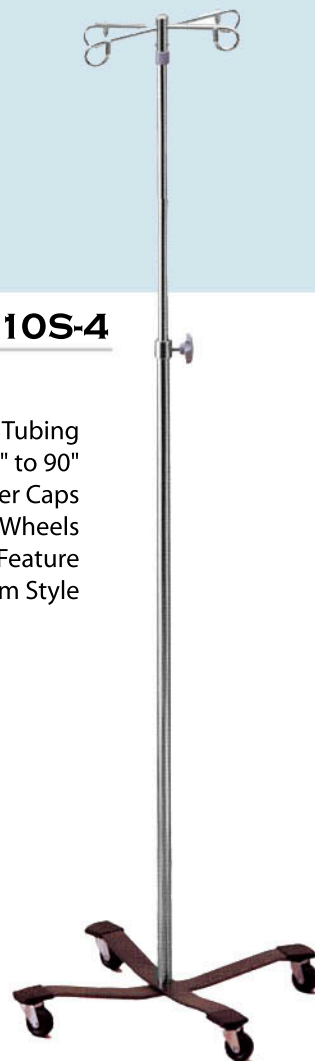 10S-4
Tubing
" to 90"
er Caps
Wheels
Feature
m Style